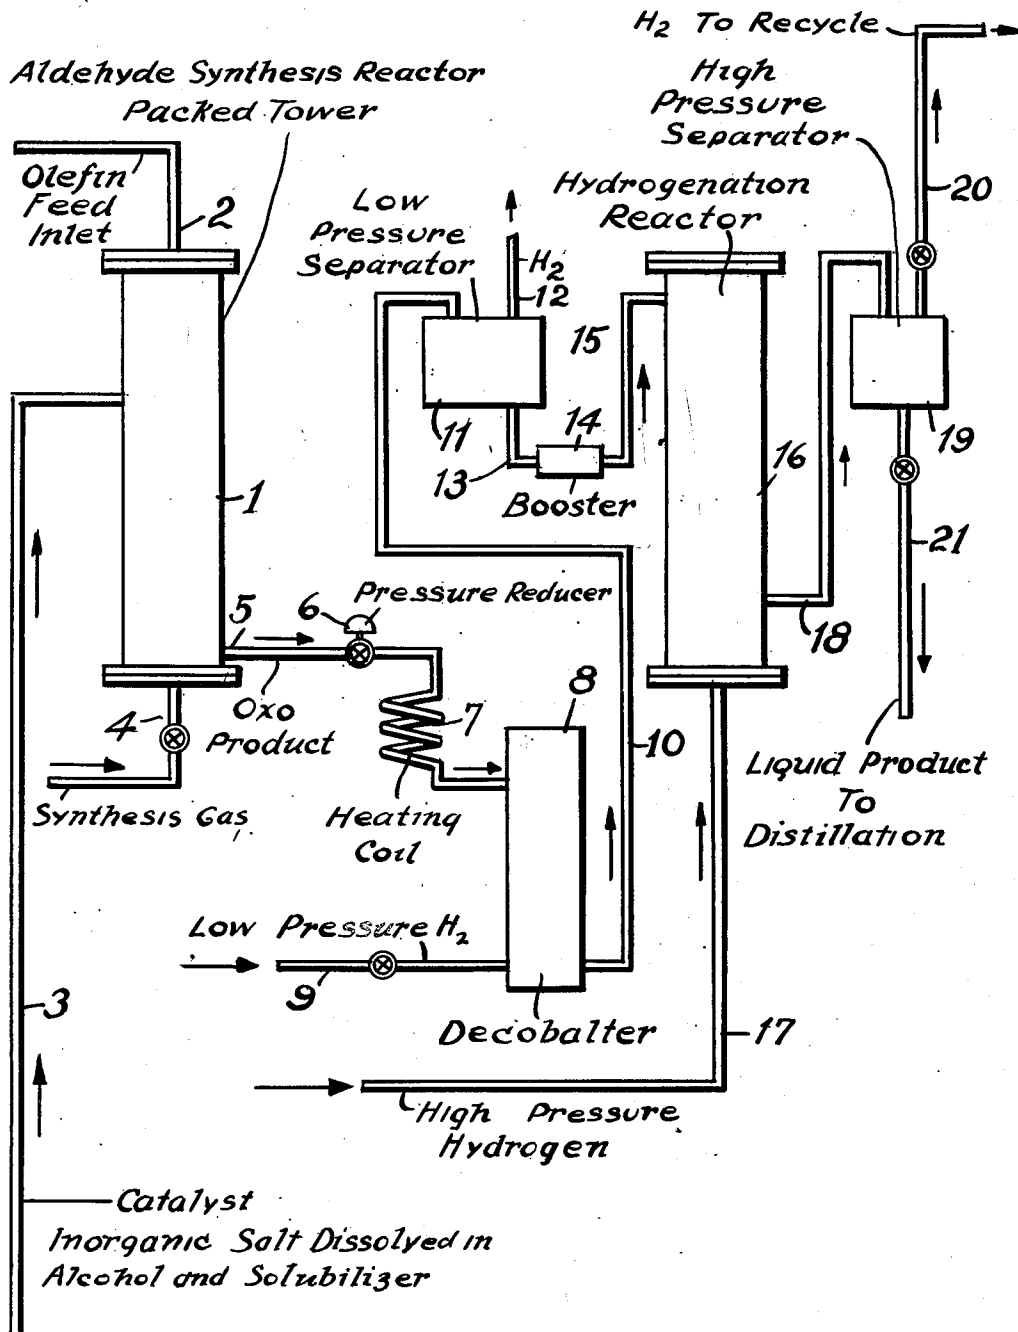 H2 To Recycle
Aldehyde Synthesis Reactor
Packed Tower
High
Pressure
Separator
Olefin
Feed
Inlet
2
Low
Pressure
Separator
H2
12
Hydrogenation
Reactor
20
15
11
13
14
Booster
16
19
1
21
5
6
Pressure Reducer
18
4
Oxo
Product
7
8
10
Synthesis Gas
Heating
Coil
Liquid Product
To
Distillation
Low Pressure H2
9
3
Decobalter
17
High Pressure
Hydrogen
Catalyst
Inorganic Salt Dissolved in
Alcohol and Solubilizer